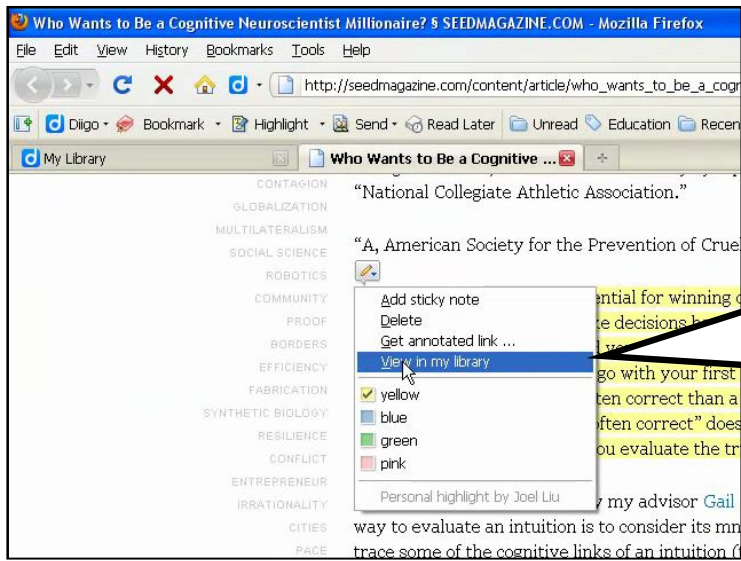 Who Wants to Be a Cognitive Neuroscientist Millionaire? § SEEDMAGAZINE.COM - Mozilla Firefox
File Edit View History Bookmarks Tools Help
http://seedmagazine.com/content/article/who_wants_to_be_a_cogr
Diigo Bookmark Highlight Send Read Later Unread Education Recen
My Library Who Wants to Be a Cognitive ...
CONTAGION
"National Collegiate Athletic Association."
GLOBALIZATION
MULTILATERALISM
SOCIAL SCIENCE
"A, American Society for the Prevention of Crue
ROBOTICS
COMMUNITY
PROOF
BORDERS
EFFICIENCY
FABRICATION
SYNTHETIC BIOLOGY
RESILIENCE
CONFLICT
ENTREPRENEUR
IRRATIONALITY
CITIES
PACE
Add sticky note
Delete
Get annotated link ...
View in my library
yellow
blue
green
pink
Personal highlight by Joel Liu
ential for winning
e decisions
go with your first
ten correct than a
ften correct" does
ou evaluate the tr
y my advisor Gail
way to evaluate an intuition is to consider its mn
trace some of the cognitive links of an intuition (